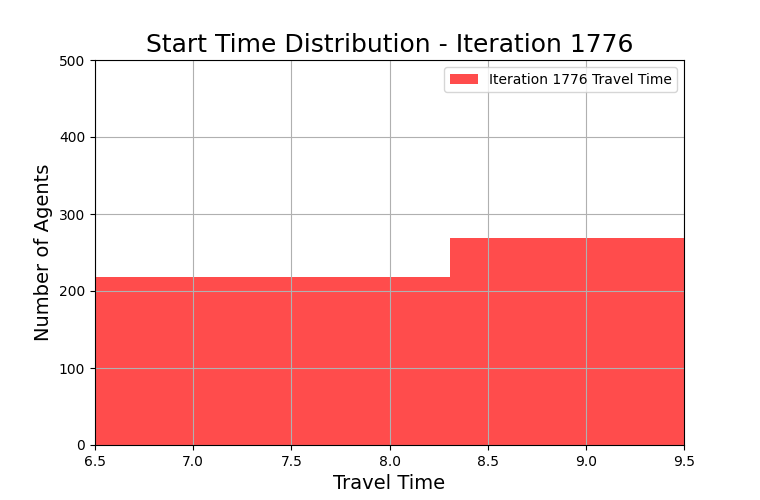 Start Time Distribution - Iteration 1776
Iteration 1776 Travel Time
Number of Agents
500
400
300
200
100
0
6.5 7.0 7.5 8.0 8.5 9.0 9.5
Travel Time